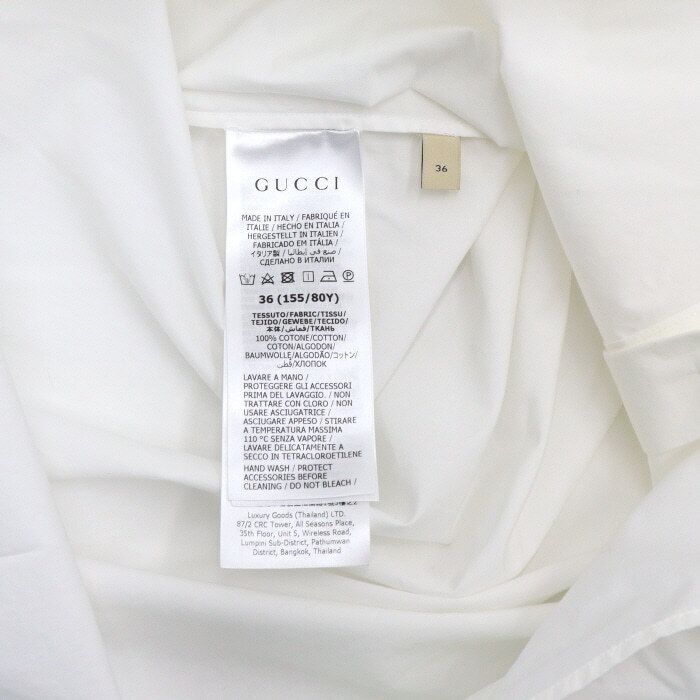 GUCCI
MADE IN ITALY / FABRIQUÉ EN
ITALIE / HECHO EN ITALIA /
HERGESTELLT IN ITALIEN /
FABRICADO EM ITÁLIA /
イタリア製 / صنع في إيطاليا /
СДЕЛАНО В ИТАЛИИ
36 (155/80Y)
TESSUTO/FABRIC/TISSU/
TEJIDO/GEWEBE/TECIDO/
本体/قماش/ТКАНЬ
100% COTONE/COTTON/
COTON/ALGODON/
BAUMWOLLE/ALGODÃO/コットン/
قطن/ХЛОПОК
LAVARE A MANO /
PROTEGGERE GLI ACCESSORI
PRIMA DEL LAVAGGIO. / NON
TRATTARE CON CLORO / NON
USARE ASCIUGATRICE /
ASCIUGARE APPESO / STIRARE
A TEMPERATURA MASSIMA
110 °C SENZA VAPORE /
LAVARE DELICATAMENTE A
SECCO IN TETRACLOROETILENE
HAND WASH / PROTECT
ACCESSORIES BEFORE
CLEANING / DO NOT BLEACH /
Luxury Goods (Thailand) LTD.
87/2 CRC Tower, All Seasons Place,
35th Floor, Unit 5, Wireless Road,
Lumpini Sub-District, Pathumwan
District, Bangkok, Thailand
36